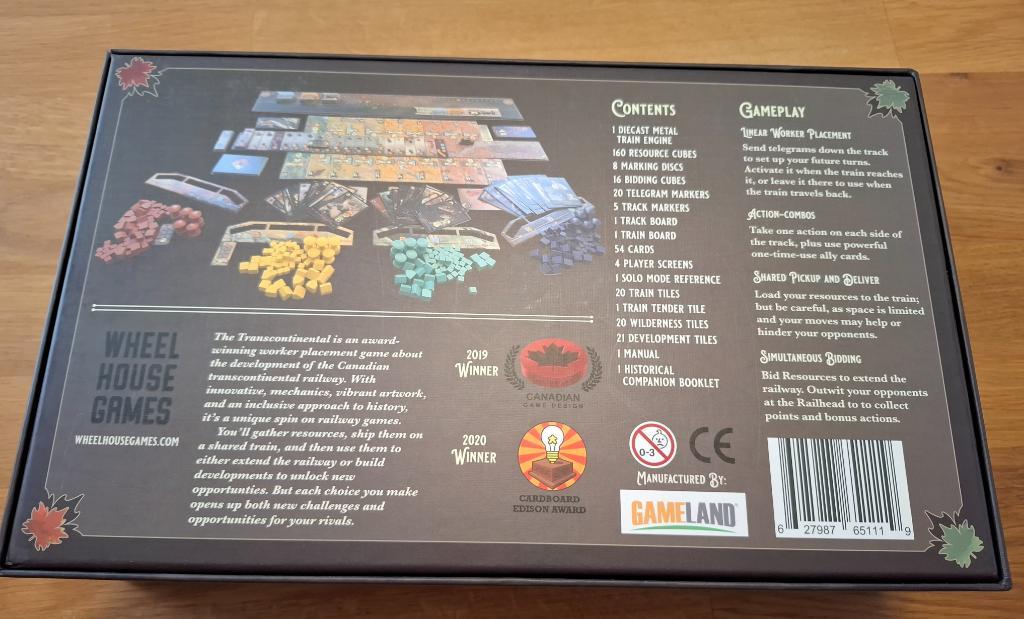 CONTENTS
1 DIECAST METAL
TRAIN ENGINE
160 RESOURCE CUBES
8 MARKING DISCS
16 BIDDING CUBES
20 TELEGRAM MARKERS
5 TRACK MARKERS
1 TRACK BOARD
1 TRAIN BOARD
54 CARDS
4 PLAYER SCREENS
1 SOLO MODE REFERENCE
20 TRAIN TILES
1 TRAIN TENDER TILE
20 WILDERNESS TILES
21 DEVELOPMENT TILES
1 MANUAL
1 HISTORICAL
COMPANION BOOKLET
GAMEPLAY
LINEAR WORKER PLACEMENT
Send telegrams down the track
to set up your future turns.
Activate it when the train reaches
it, or leave it there to use when
the train travels back.
ACTION-COMBOS
Take one action on each side of
the track, plus use powerful
one-time-use ally cards.
SHARED PICKUP AND DELIVER
Load your resources to the train;
but be careful, as space is limited
and your moves may help or
hinder your opponents.
SIMULTANEOUS BIDDING
Bid Resources to extend the
railway. Outwit your opponents
at the Railhead to to collect
points and bonus actions.
WHEEL
HOUSE
GAMES
WHEELHOUSEGAMES.COM
The Transcontinental is an award-
winning worker placement game about
the development of the Canadian
transcontinental railway. With
innovative, mechanics, vibrant artwork,
and an inclusive approach to history,
it's a unique spin on railway games.
You'll gather resources, ship them on
a shared train, and then use them to
either extend the railway or build
developments to unlock new
opportunties. But each choice you make
opens up both new challenges and
opportunities for your rivals.
2019
WINNER
CANADIAN
GAME DESIGN
2020
WINNER
CARDBOARD
EDISON AWARD
0-3
CE
MANUFACTURED BY:
GAMELAND
6 27987 65111 9